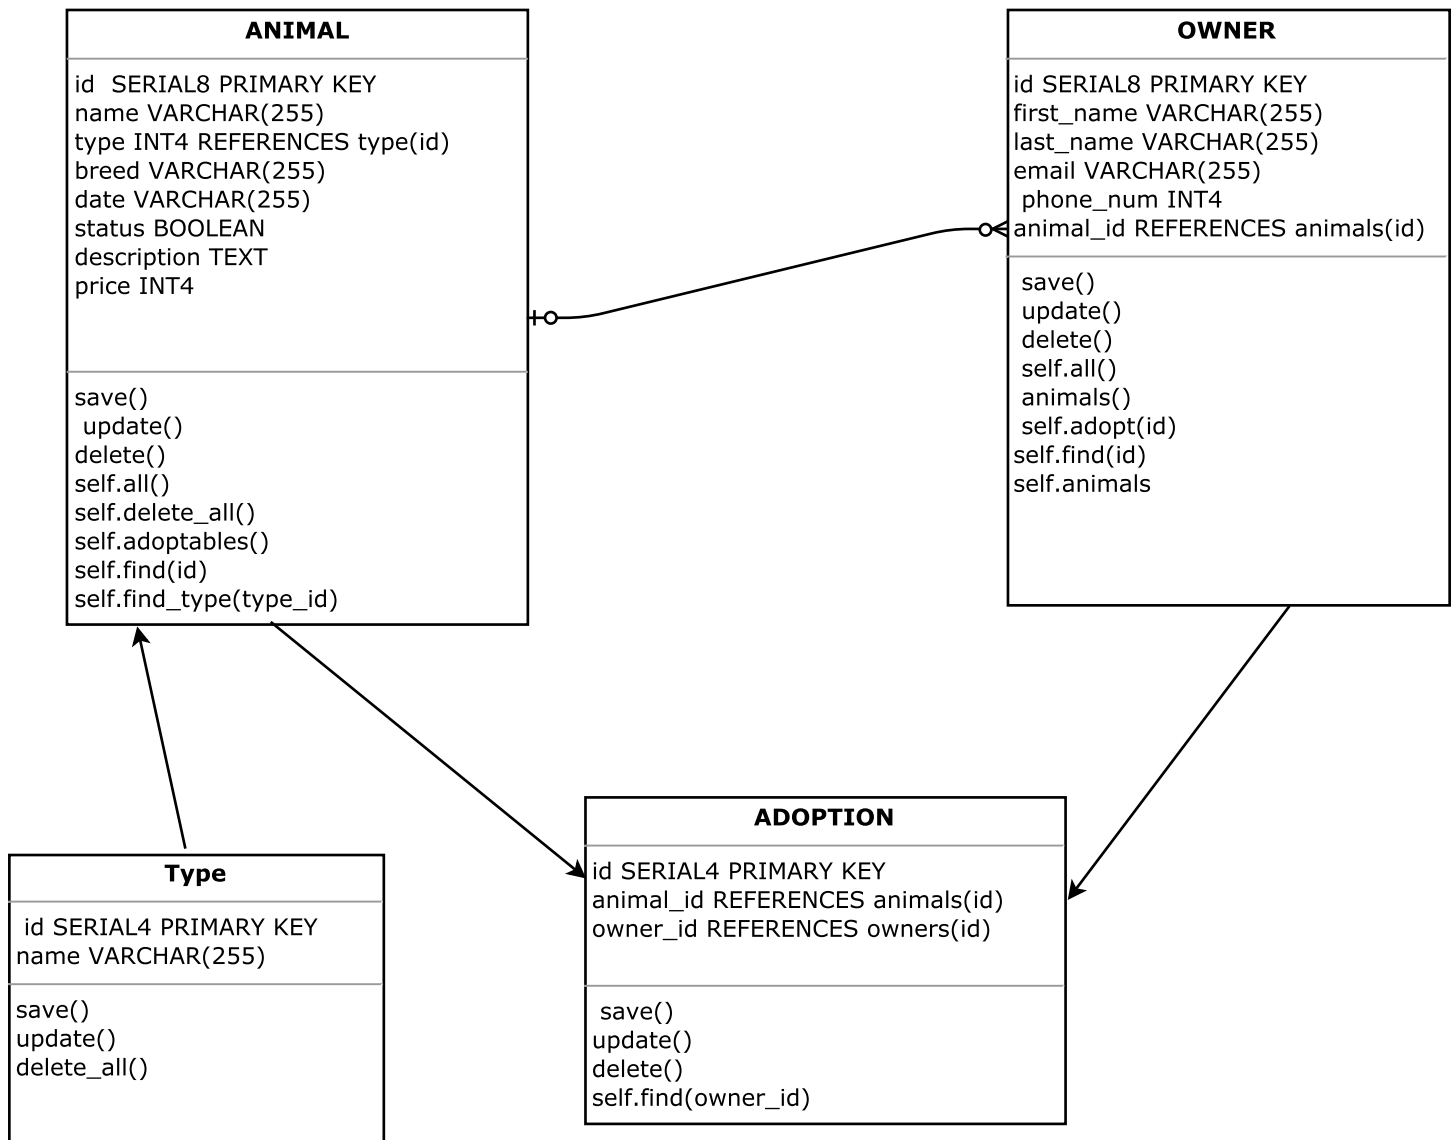 ANIMAL
id  SERIAL8 PRIMARY KEY
name VARCHAR(255)
type INT4 REFERENCES type(id)
breed VARCHAR(255)
date VARCHAR(255)
status BOOLEAN
description TEXT
price INT4
save()
update()
delete()
self.all()
self.delete_all()
self.adoptables()
self.find(id)
self.find_type(type_id)
OWNER
id SERIAL8 PRIMARY KEY
first_name VARCHAR(255)
last_name VARCHAR(255)
email VARCHAR(255)
phone_num INT4
animal_id REFERENCES animals(id)
save()
update()
delete()
self.all()
animals()
self.adopt(id)
self.find(id)
self.animals
Type
id SERIAL4 PRIMARY KEY
name VARCHAR(255)
save()
update()
delete_all()
ADOPTION
id SERIAL4 PRIMARY KEY
animal_id REFERENCES animals(id)
owner_id REFERENCES owners(id)
save()
update()
delete()
self.find(owner_id)